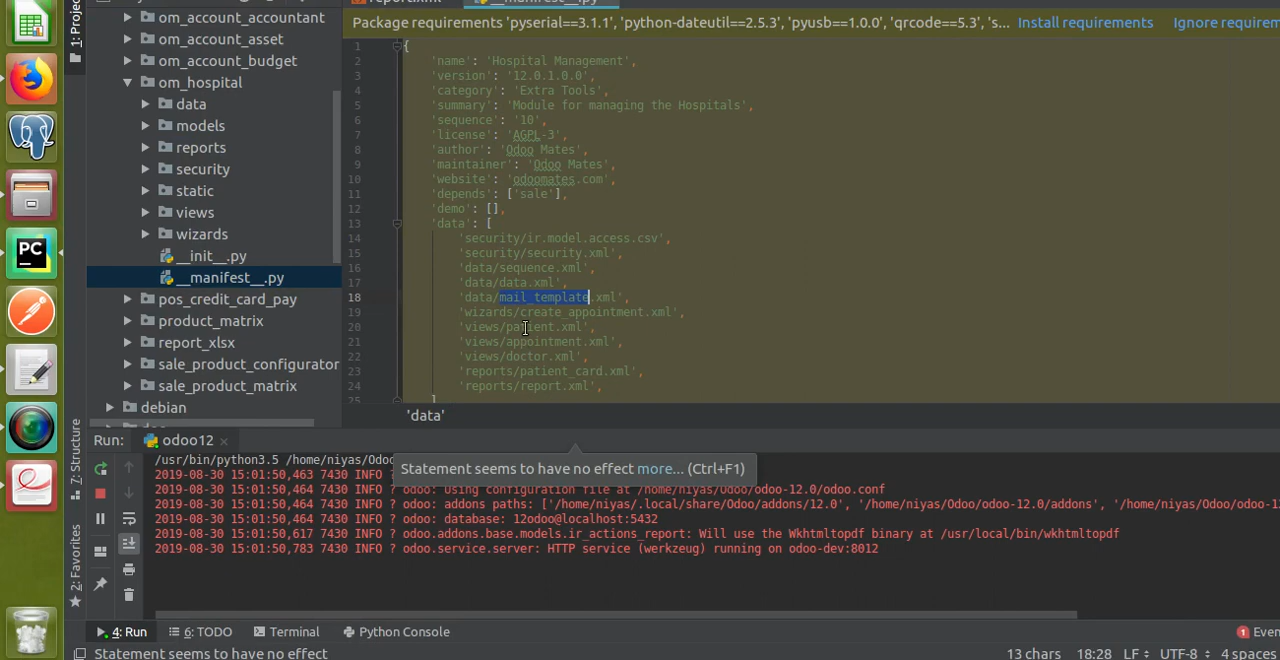 1: Project
om_account_accountant
om_account_asset
om_account_budget
om_hospital
data
models
reports
security
static
views
wizards
__init__.py
__manifest__.py
pos_credit_card_pay
product_matrix
report_xlsx
sale_product_configurator
sale_product_matrix
debian
Package requirements 'pyserial==3.1.1', 'python-dateutil==2.5.3', 'pyusb==1.0.0', 'qrcode==5.3', 's... Install requirements Ignore requirem
1 {
2 'name': 'Hospital Management',
3 'version': '12.0.1.0.0',
4 'category': 'Extra Tools',
5 'summary': 'Module for managing the Hospitals',
6 'sequence': '10',
7 'license': 'AGPL-3',
8 'author': 'Odoo Mates',
9 'maintainer': 'Odoo Mates',
10 'website': 'odoomates.com',
11 'depends': ['sale'],
12 'demo': [],
13 'data': [
14 'security/ir.model.access.csv',
15 'security/security.xml',
16 'data/sequence.xml',
17 'data/data.xml',
18 'data/mail_template.xml',
19 'wizards/create_appointment.xml',
20 'views/patient.xml',
21 'views/appointment.xml',
22 'views/doctor.xml',
23 'reports/patient_card.xml',
24 'reports/report.xml',
25 ]
'data'
Run: odoo12
/usr/bin/python3.5 /home/niyas/Odoo
Statement seems to have no effect more... (Ctrl+F1)
2019-08-30 15:01:50,463 7430 INFO ?
2019-08-30 15:01:50,464 7430 INFO ? odoo: Using configuration file at /home/niyas/Odoo/odoo-12.0/odoo.conf
2019-08-30 15:01:50,464 7430 INFO ? odoo: addons paths: ['/home/niyas/.local/share/Odoo/addons/12.0', '/home/niyas/Odoo/odoo-12.0/addons', '/home/niyas/Odoo/odoo-1
2019-08-30 15:01:50,464 7430 INFO ? odoo: database: 12odoo@localhost:5432
2019-08-30 15:01:50,617 7430 INFO ? odoo.addons.base.models.ir_actions_report: Will use the Wkhtmltopdf binary at /usr/local/bin/wkhtmltopdf
2019-08-30 15:01:50,783 7430 INFO ? odoo.service.server: HTTP service (werkzeug) running on odoo-dev:8012
7: Structure
2: Favorites
PC
4: Run 6: TODO Terminal Python Console 1 Even
Statement seems to have no effect 13 chars 18:28 LF UTF-8 4 spaces